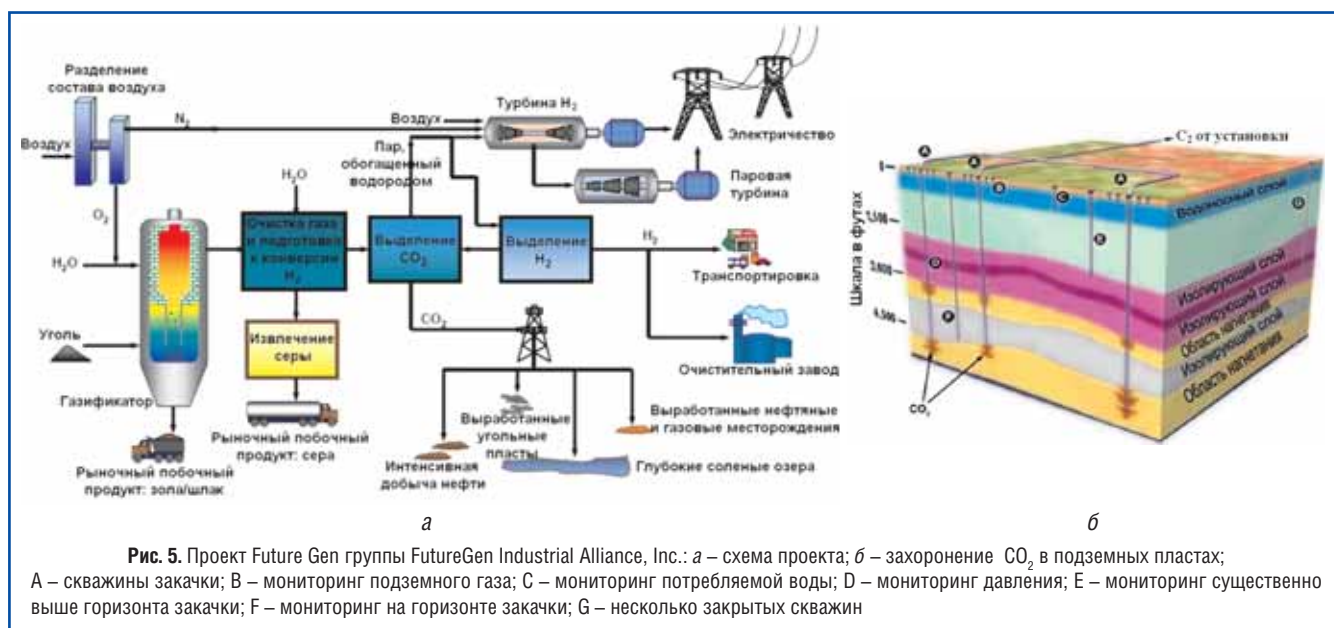 Разделение
состава воздуха
Воздух
N₂
O₂
H₂O
Уголь
Газификатор
Рыночный побочный
продукт: зола/шлак
H₂O
Очистка газа
и подготовка
к конверсии
H₂
Извлечение
серы
Рыночный побочный
продукт: сера
Воздух
Пар,
обогащенный
водородом
Турбина H₂
Паровая
турбина
Электричество
Выделение
CO₂
Выделение
H₂
H₂
Транспортировка
Очистительный завод
CO₂
Выработанные
угольные
пласты
Интенсивная
добыча нефти
Глубокие соленые озера
Выработанные нефтяные
и газовые месторождения
а
C₂ от установки
A
A
A
B
C
D
E
F
G
Шкала в футах
Водоносный слой
Изолирующий слой
Изолирующий слой
Область нагнетания
Изолирующий слой
Область нагнетания
CO₂
б
Рис. 5. Проект Future Gen группы FutureGen Industrial Alliance, Inc.: а – схема проекта; б – захоронение CO₂ в подземных пластах;
A – скважины закачки; B – мониторинг подземного газа; C – мониторинг потребляемой воды; D – мониторинг давления; E – мониторинг существенно
выше горизонта закачки; F – мониторинг на горизонте закачки; G – несколько закрытых скважин